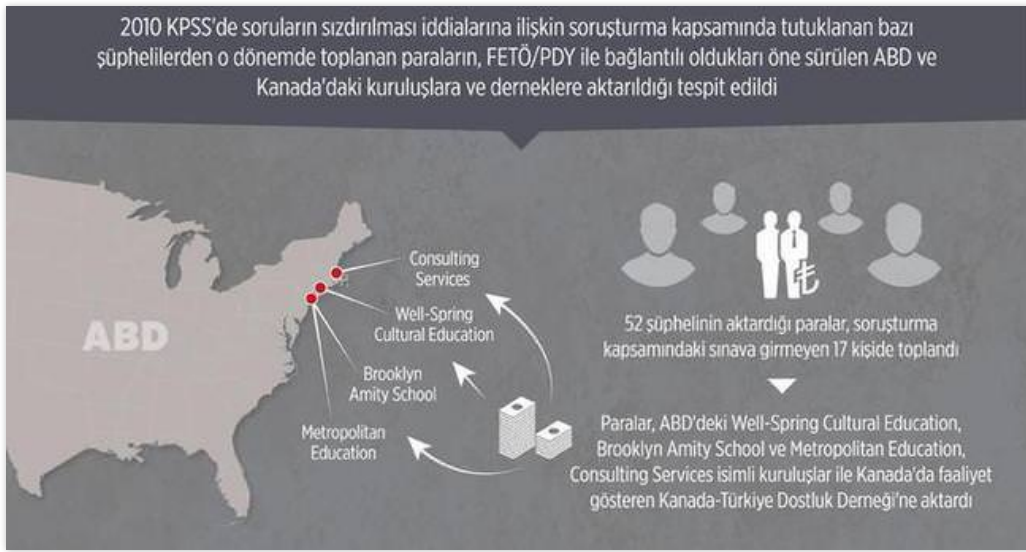 2010 KPSS'de soruların sızdırılması iddialarına ilişkin soruşturma kapsamında tutuklanan bazı
şüphelilerden o dönemde toplanan paraların, FETÖ/PDY ile bağlantılı oldukları öne sürülen ABD ve
Kanada'daki kuruluşlara ve derneklere aktarıldığı tespit edildi
ABD
Consulting
Services
Well-Spring
Cultural Education
Brooklyn
Amity School
Metropolitan
Education
52 şüphelinin aktardığı paralar, soruşturma
kapsamındaki sınava girmeyen 17 kişide toplandı
Paralar, ABD'deki Well-Spring Cultural Education,
Brooklyn Amity School ve Metropolitan Education,
Consulting Services isimli kuruluşlar ile Kanada'da faaliyet
gösteren Kanada-Türkiye Dostluk Derneği'ne aktardı